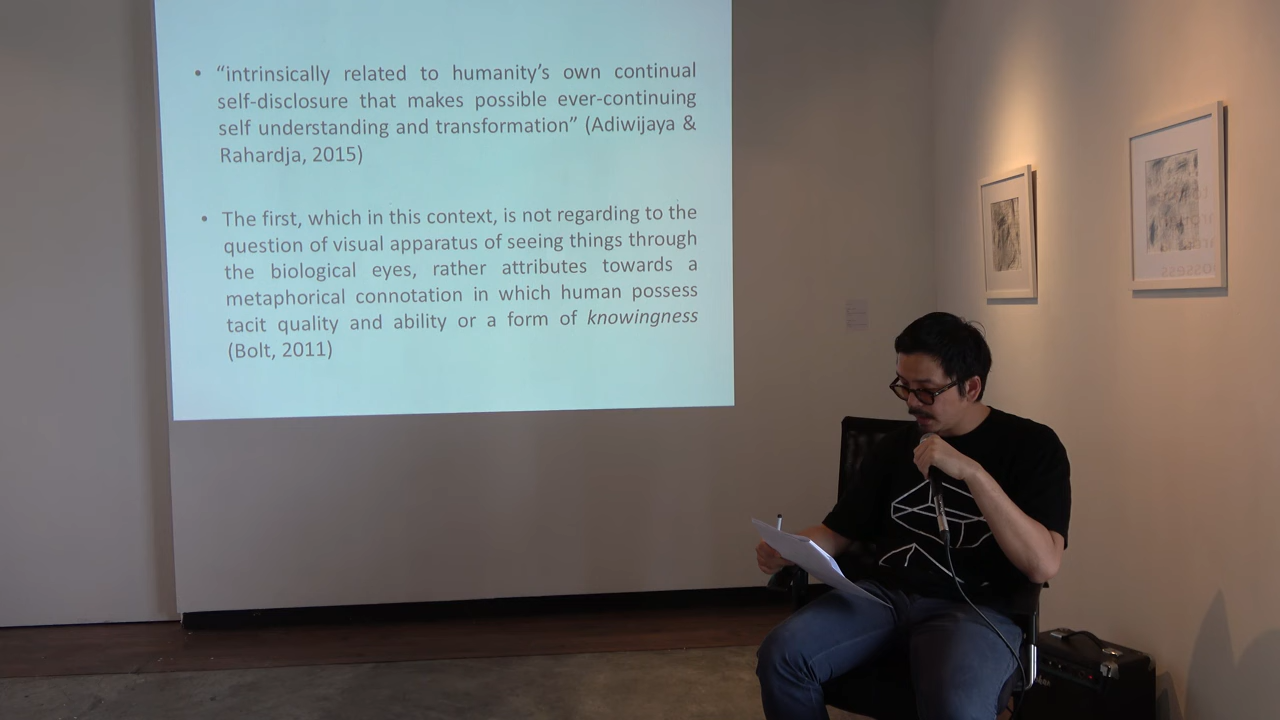 • “intrinsically related to humanity’s own continual
self-disclosure that makes possible ever-continuing
self understanding and transformation” (Adiwijaya &
Rahardja, 2015)
• The first, which in this context, is not regarding to the
question of visual apparatus of seeing things through
the biological eyes, rather attributes towards a
metaphorical connotation in which human possess
tacit quality and ability or a form of knowingness
(Bolt, 2011)